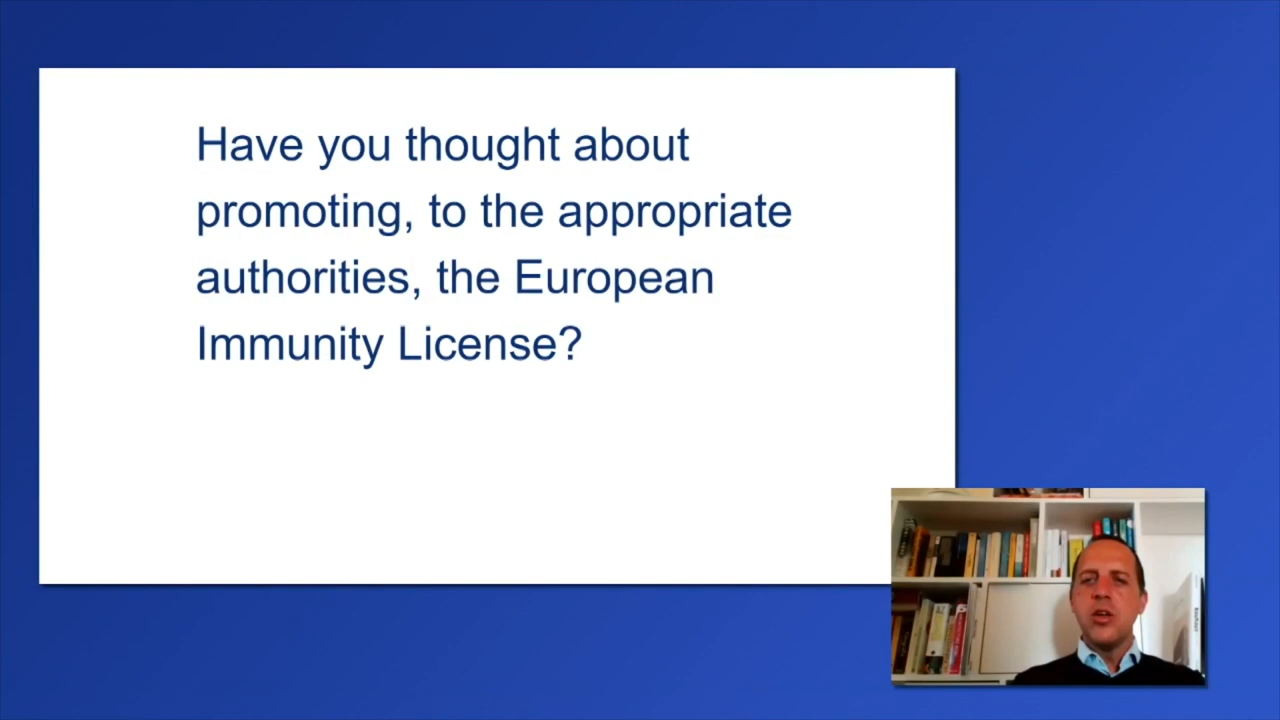 Have you thought about
promoting, to the appropriate
authorities, the European
Immunity License?